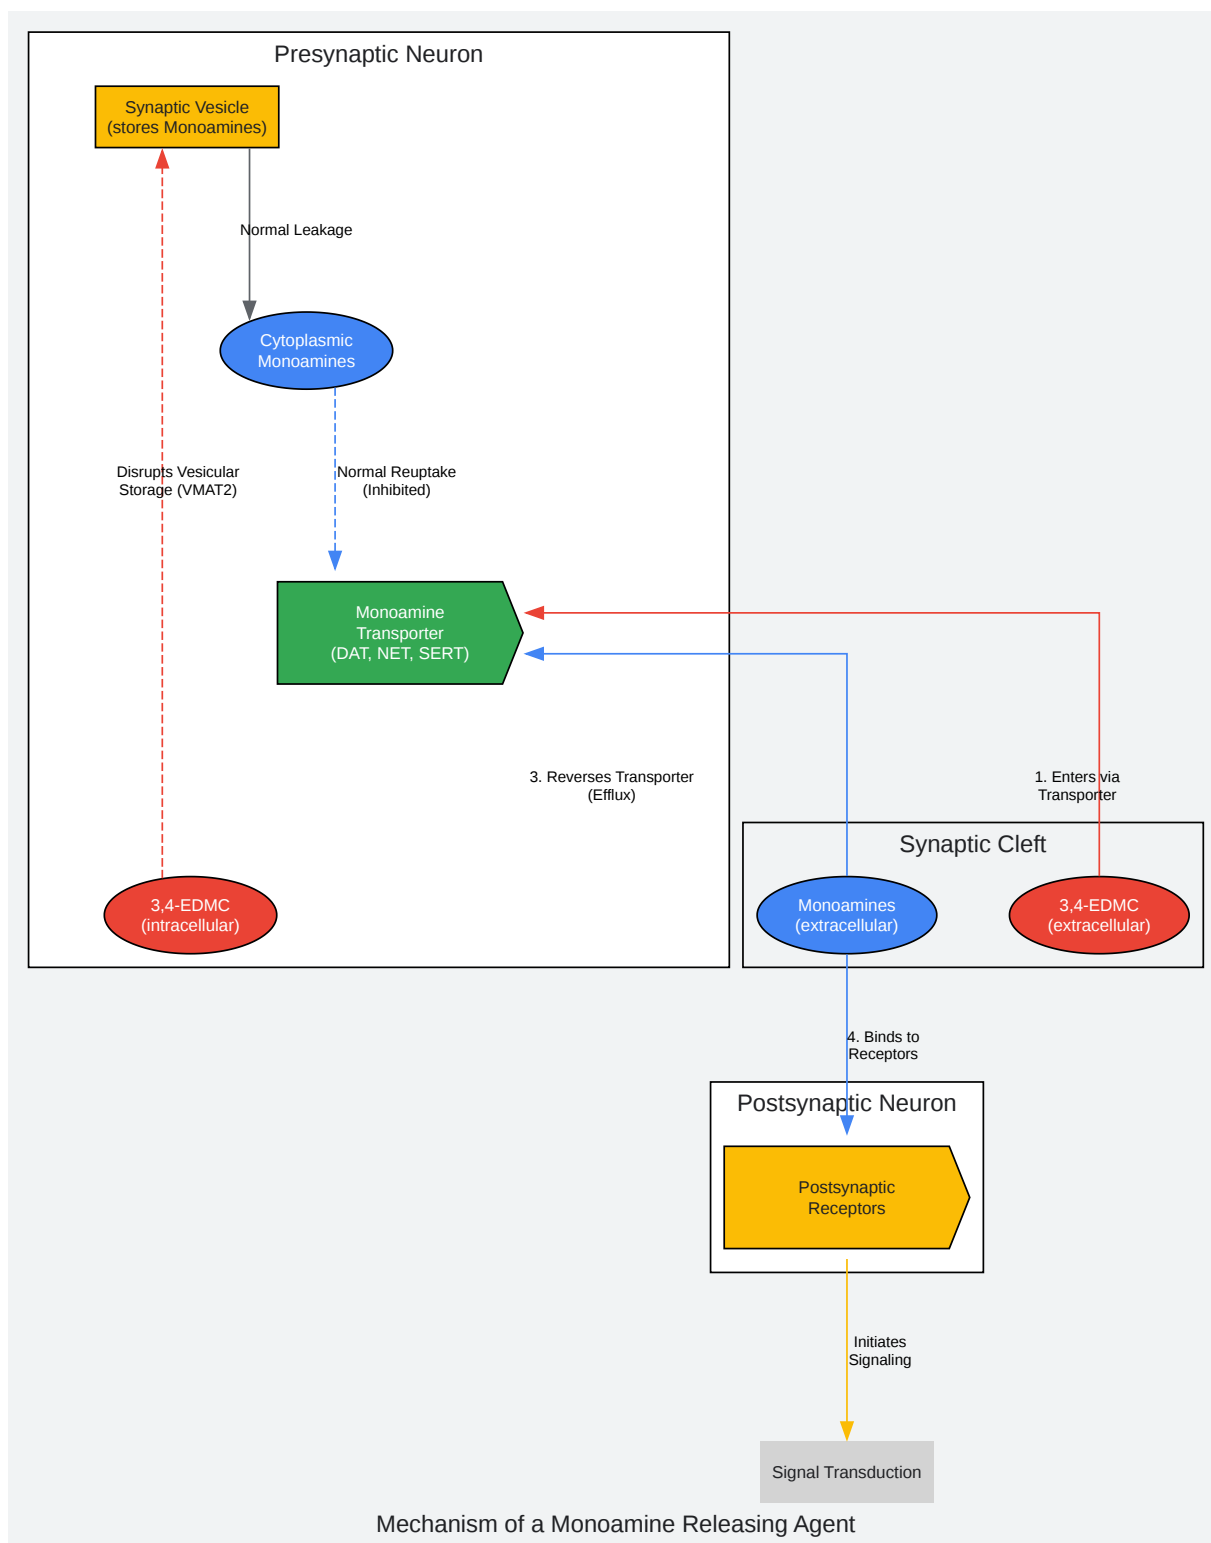 Presynaptic Neuron
Synaptic Vesicle
(stores Monoamines)
Normal Leakage
Cytoplasmic
Monoamines
Disrupts Vesicular
Storage (VMAT2)
Normal Reuptake
(Inhibited)
Monoamine
Transporter
(DAT, NET, SERT)
3. Reverses Transporter
(Efflux)
1. Enters via
Transporter
Synaptic Cleft
3,4-EDMC
(intracellular)
Monoamines
(extracellular)
3,4-EDMC
(extracellular)
4. Binds to
Receptors
Postsynaptic Neuron
Postsynaptic
Receptors
Initiates
Signaling
Signal Transduction
Mechanism of a Monoamine Releasing Agent